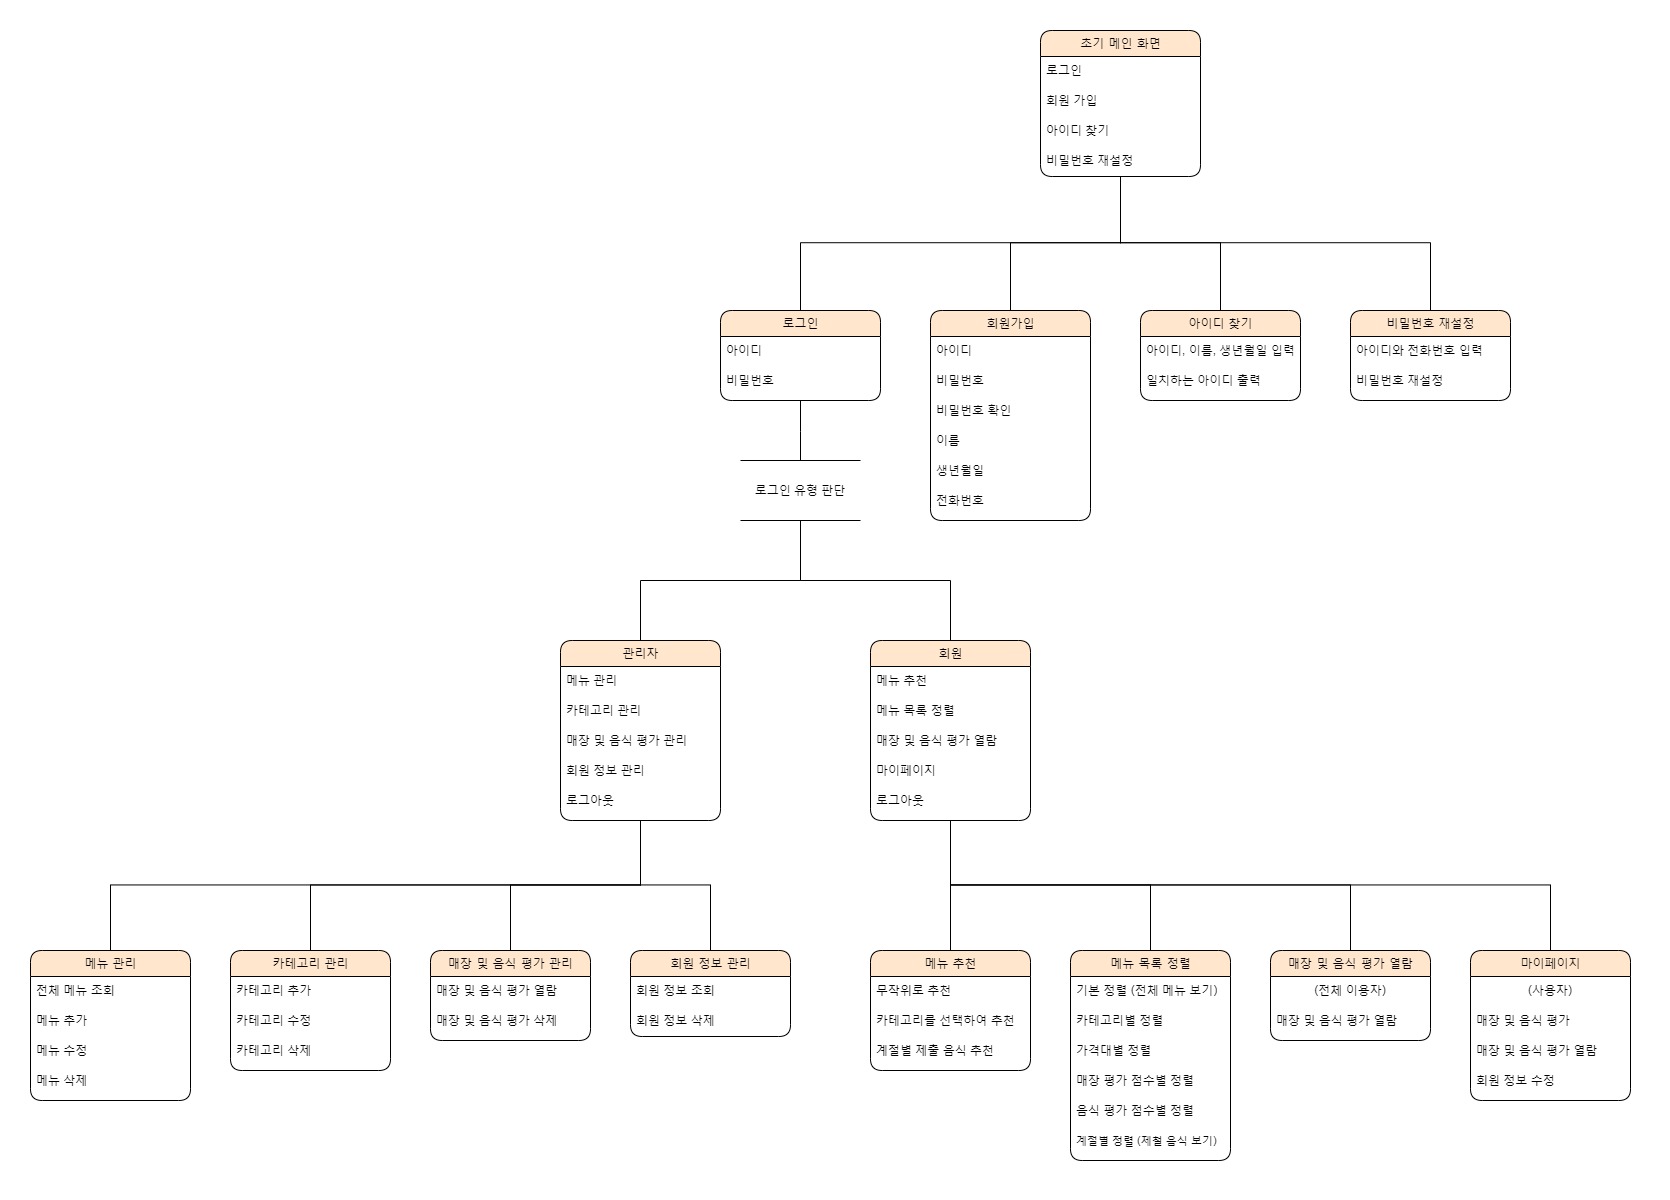 초기 메인 화면
로그인
회원 가입
아이디 찾기
비밀번호 재설정
로그인
아이디
비밀번호
회원가입
아이디
비밀번호
비밀번호 확인
이름
생년월일
전화번호
아이디 찾기
아이디, 이름, 생년월일 입력
일치하는 아이디 출력
비밀번호 재설정
아이디와 전화번호 입력
비밀번호 재설정
로그인 유형 판단
관리자
메뉴 관리
카테고리 관리
매장 및 음식 평가 관리
회원 정보 관리
로그아웃
회원
메뉴 추천
메뉴 목록 정렬
매장 및 음식 평가 열람
마이페이지
로그아웃
메뉴 관리
전체 메뉴 조회
메뉴 추가
메뉴 수정
메뉴 삭제
카테고리 관리
카테고리 추가
카테고리 수정
카테고리 삭제
매장 및 음식 평가 관리
매장 및 음식 평가 열람
매장 및 음식 평가 삭제
회원 정보 관리
회원 정보 조회
회원 정보 삭제
메뉴 추천
무작위로 추천
카테고리를 선택하여 추천
계절별 제출 음식 추천
메뉴 목록 정렬
기본 정렬 (전체 메뉴 보기)
카테고리별 정렬
가격대별 정렬
매장 평가 점수별 정렬
음식 평가 점수별 정렬
계절별 정렬 (제철 음식 보기)
매장 및 음식 평가 열람
(전체 이용자)
매장 및 음식 평가 열람
마이페이지
(사용자)
매장 및 음식 평가
매장 및 음식 평가 열람
회원 정보 수정